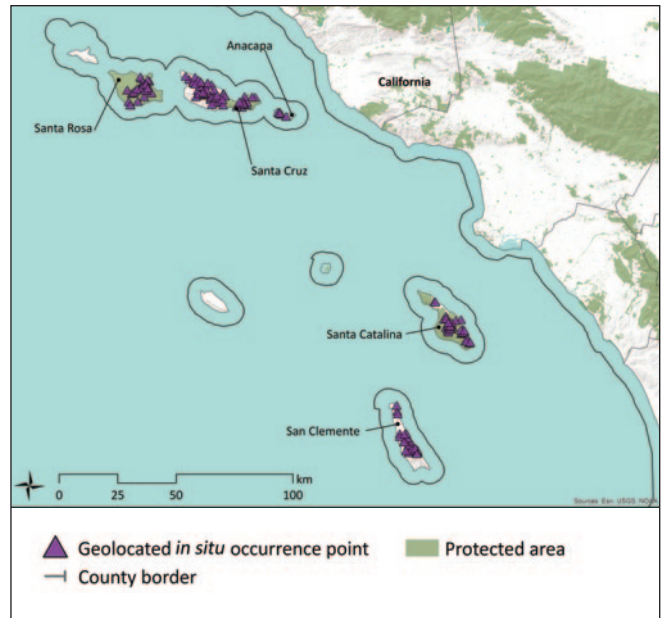 Anacapa
California
Santa Rosa
Santa Cruz
Santa Catalina
San Clemente
km
0 25 50 100
Sources Esri USGS NOAA
Geolocated in situ occurrence point
Protected area
County border